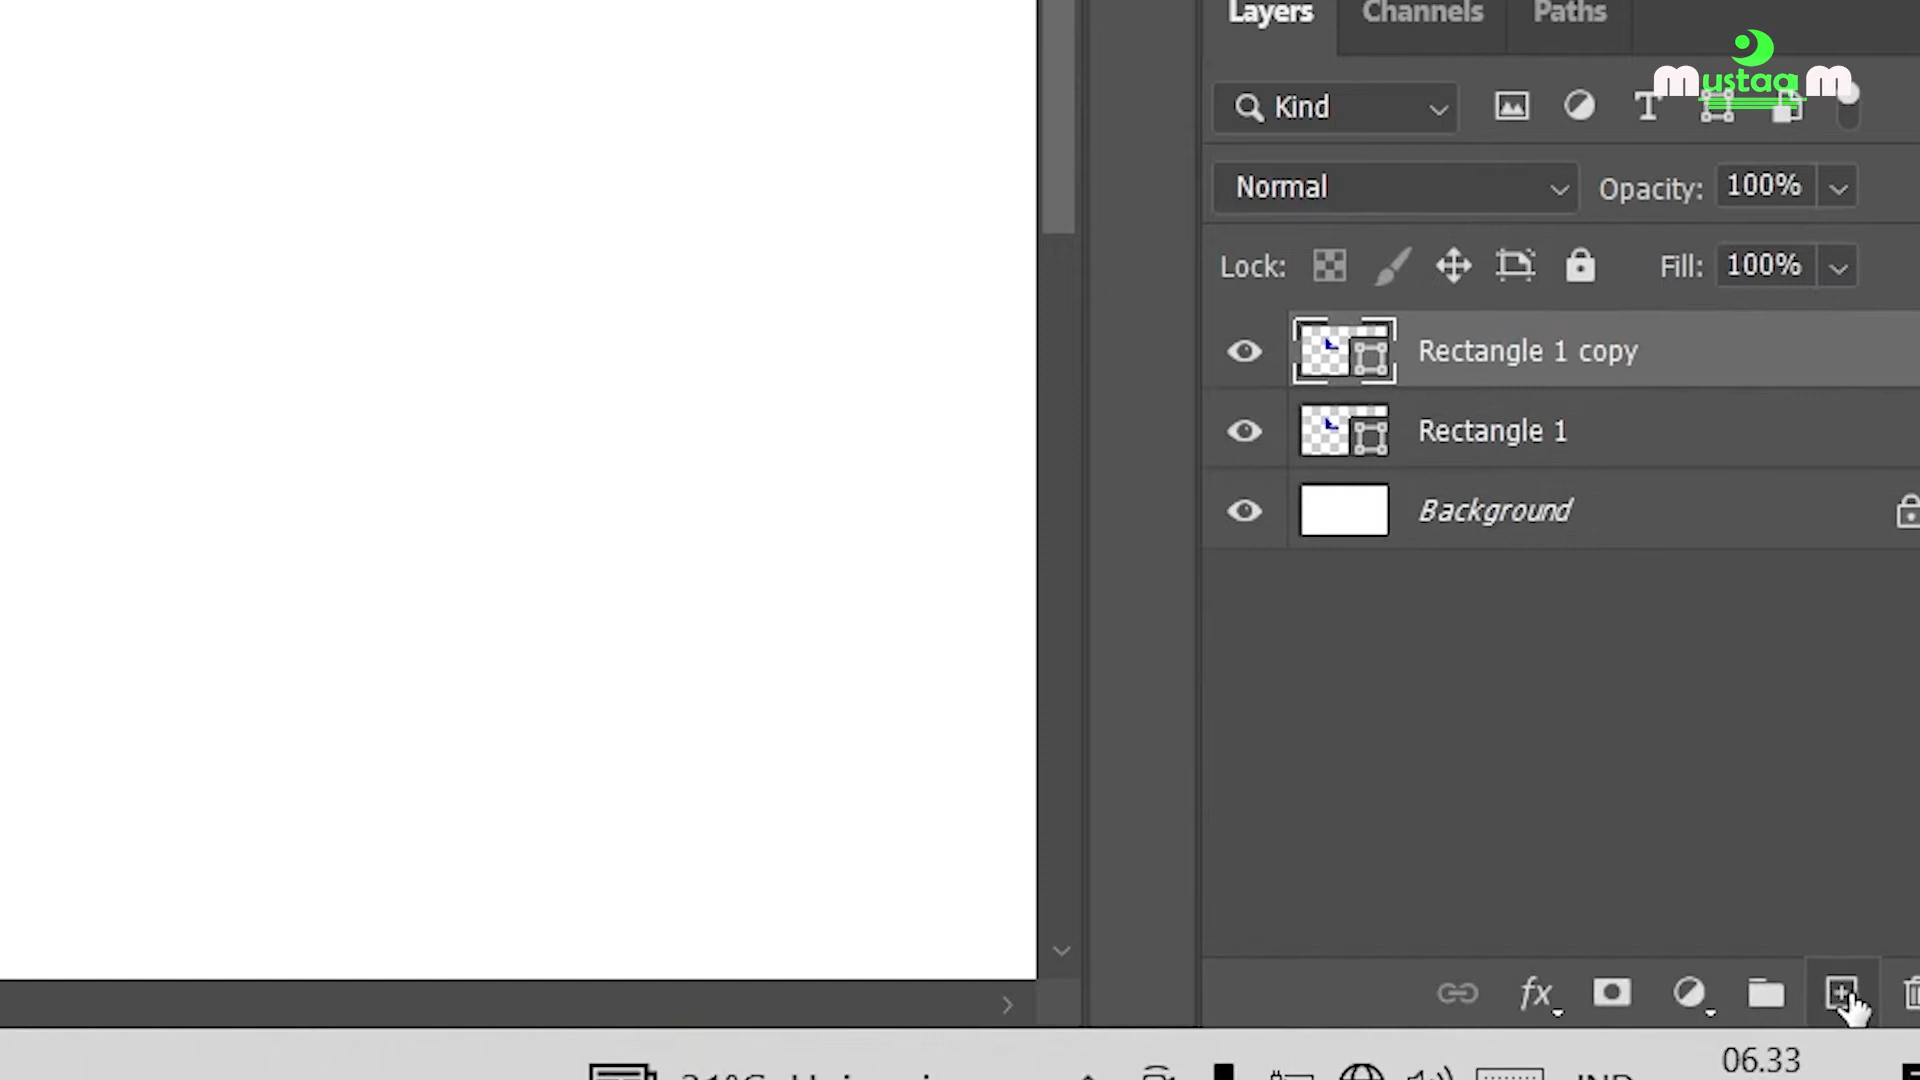 Layers Channels Paths
mustaqM
Kind
Normal Opacity: 100%
Lock: Fill: 100%
Rectangle 1 copy
Rectangle 1
Background
fx
06.33